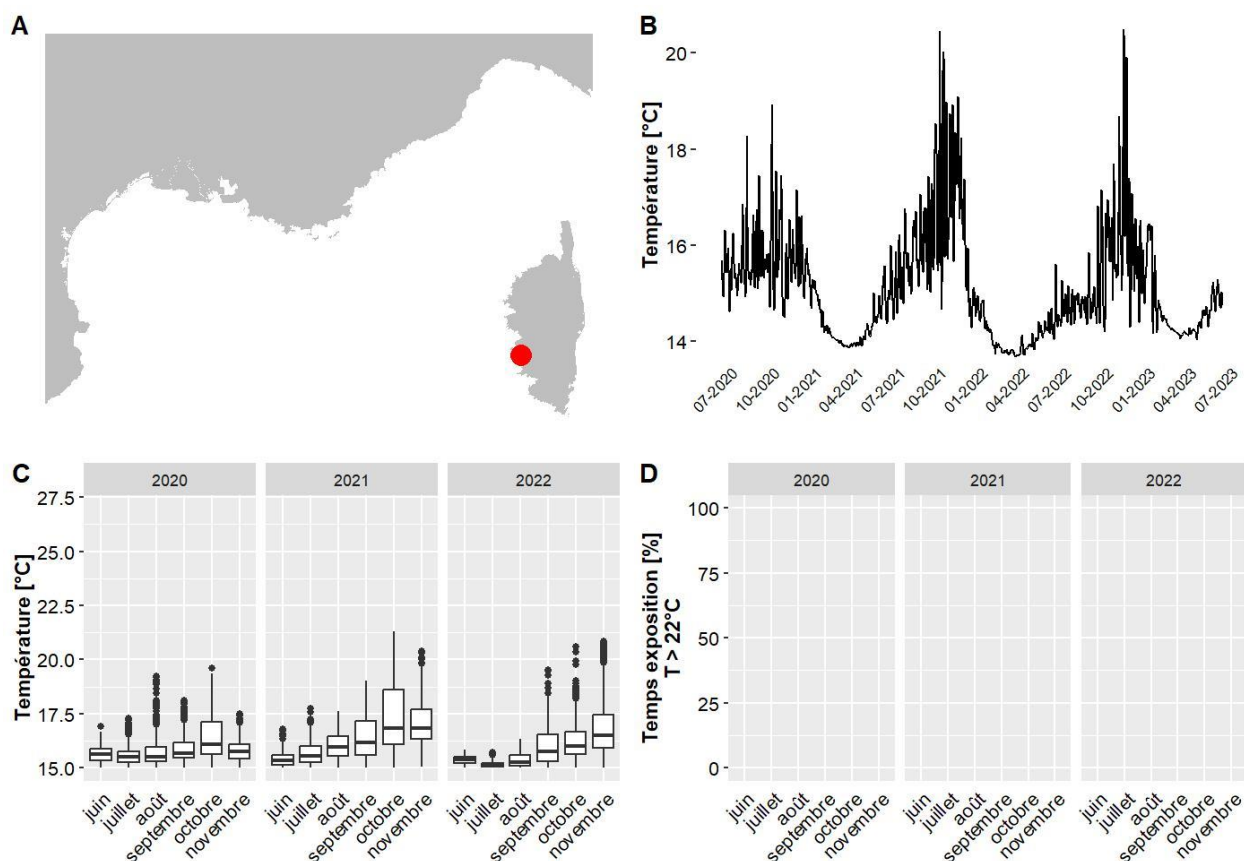 A
B
Température [°C]
20
18
16
14
07-2020
10-2020
01-2021
04-2021
07-2021
10-2021
01-2022
04-2022
07-2022
10-2022
01-2023
04-2023
07-2023
C
2020
2021
2022
Température [°C]
27.5
25.0
22.5
20.0
17.5
15.0
juin
juillet
août
septembre
octobre
novembre
juin
juillet
août
septembre
octobre
novembre
juin
juillet
août
septembre
octobre
novembre
D
2020
2021
2022
Temps exposition [%]
T > 22°C
100
75
50
25
0
juin
juillet
août
septembre
octobre
novembre
juin
juillet
août
septembre
octobre
novembre
juin
juillet
août
septembre
octobre
novembre